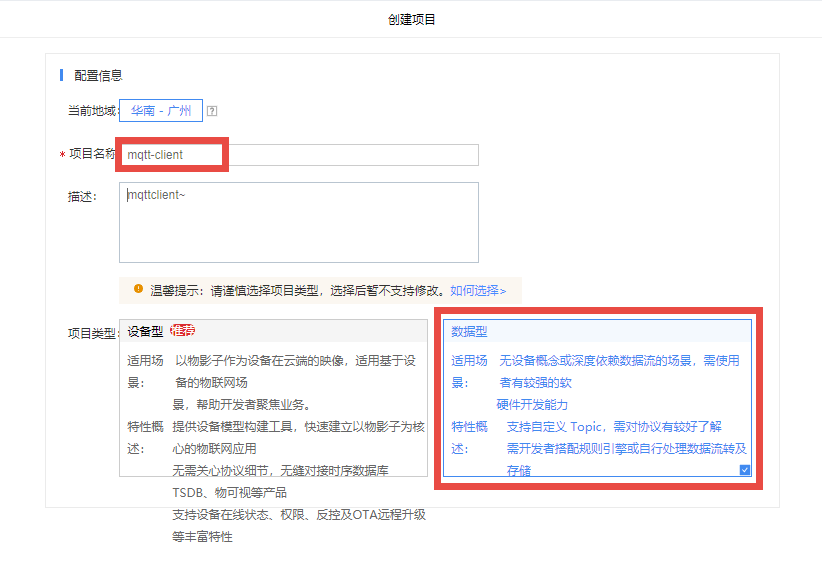 创建项目
配置信息
当前地域: 华南 - 广州 ?
* 项目名称 mqtt-client
描述: mqttclient~
温馨提示：请谨慎选择项目类型，选择后暂不支持修改。如何选择>
项目类型:
设备型 推荐
适用场景： 以物影子作为设备在云端的映像，适用基于设
备的物联网场
景，帮助开发者聚焦业务。
特性概述： 提供设备模型构建工具，快速建立以物影子为核
心的物联网应用
无需关心协议细节，无缝对接时序数据库
TSDB、物可视等产品
支持设备在线状态、权限、反控及OTA远程升级
等丰富特性
数据型
适用场景： 无设备概念或深度依赖数据流的场景，需使用
者有较强的软
硬件开发能力
特性概述： 支持自定义 Topic，需对协议有较好了解
需开发者搭配规则引擎或自行处理数据流转及
存储